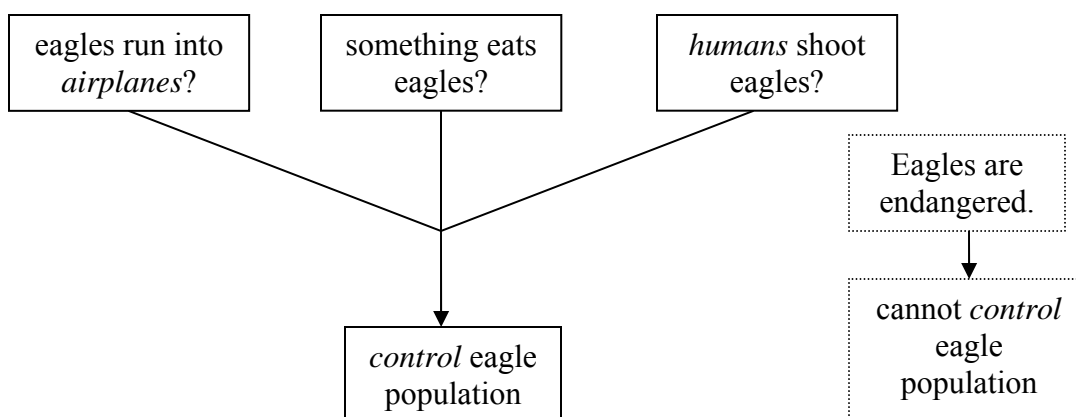 eagles run into
airplanes?
something eats
eagles?
humans shoot
eagles?
Eagles are
endangered.
control eagle
population
cannot control
eagle
population